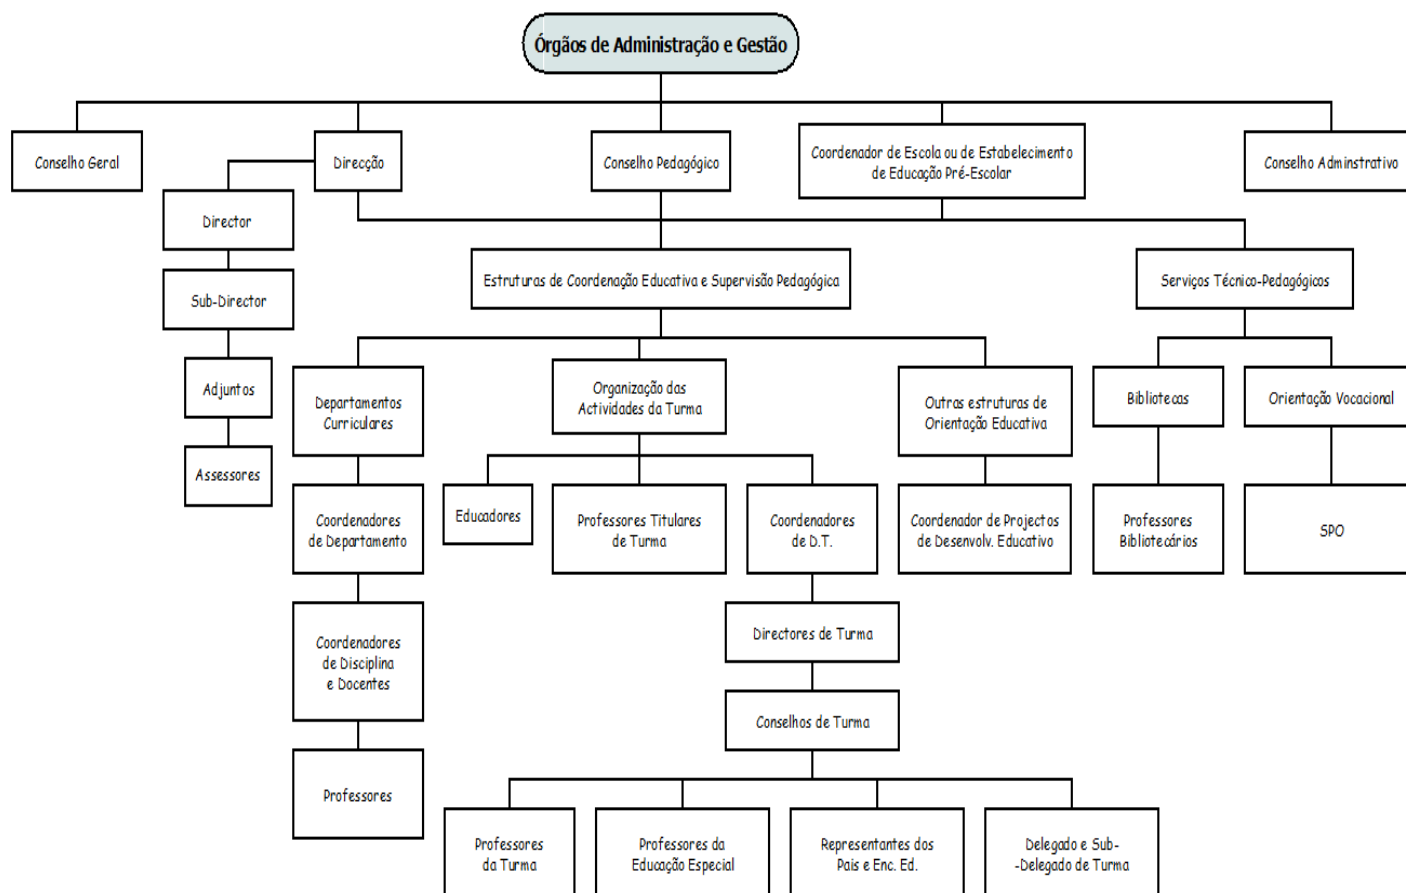 Órgãos de Administração e Gestão
Conselho Geral
Direcção
Conselho Pedagógico
Coordenador de Escola ou de Estabelecimento
de Educação Pré-Escolar
Conselho Adminstrativo
Director
Sub-Director
Adjuntos
Assessores
Estruturas de Coordenação Educativa e Supervisão Pedagógica
Serviços Técnico-Pedagógicos
Departamentos
Curriculares
Organização das
Actividades da Turma
Outras estruturas de
Orientação Educativa
Bibliotecas
Orientação Vocacional
Coordenadores
de Departamento
Educadores
Professores Titulares
de Turma
Coordenadores
de D.T.
Coordenador de Projectos
de Desenvolv. Educativo
Professores
Bibliotecários
SPO
Coordenadores
de Disciplina
e Docentes
Directores de Turma
Conselhos de Turma
Professores
Professores
da Turma
Professores da
Educação Especial
Representantes dos
Pais e Enc. Ed.
Delegado e Sub-
-Delegado de Turma